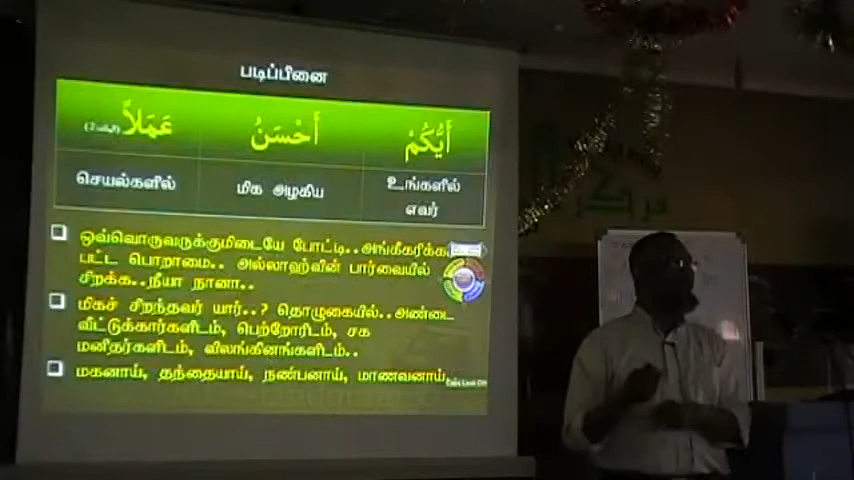 படிப்பினை
عَمَلاً أَحْسَنُ أَيُّكُمْ
செயல்களில் மிக அழகிய உங்களில் எவர்
ஒவ்வொருவருக்குமிடையே போட்டி..அங்கீகரிக்க
பட்ட பொறாமை.. அல்லாஹ்வின் பார்வையில்
சிறக்க..நீயா நானா..
மிகச் சிறந்தவர் யார்..? தொழுகையில்..அண்டை
வீட்டுக்கார்களிடம், பெற்றோரிடம், சக
மனிதர்களிடம், விலங்கினங்களிடம்..
மகனாய், தந்தையாய், நண்பனாய், மாணவனாய்